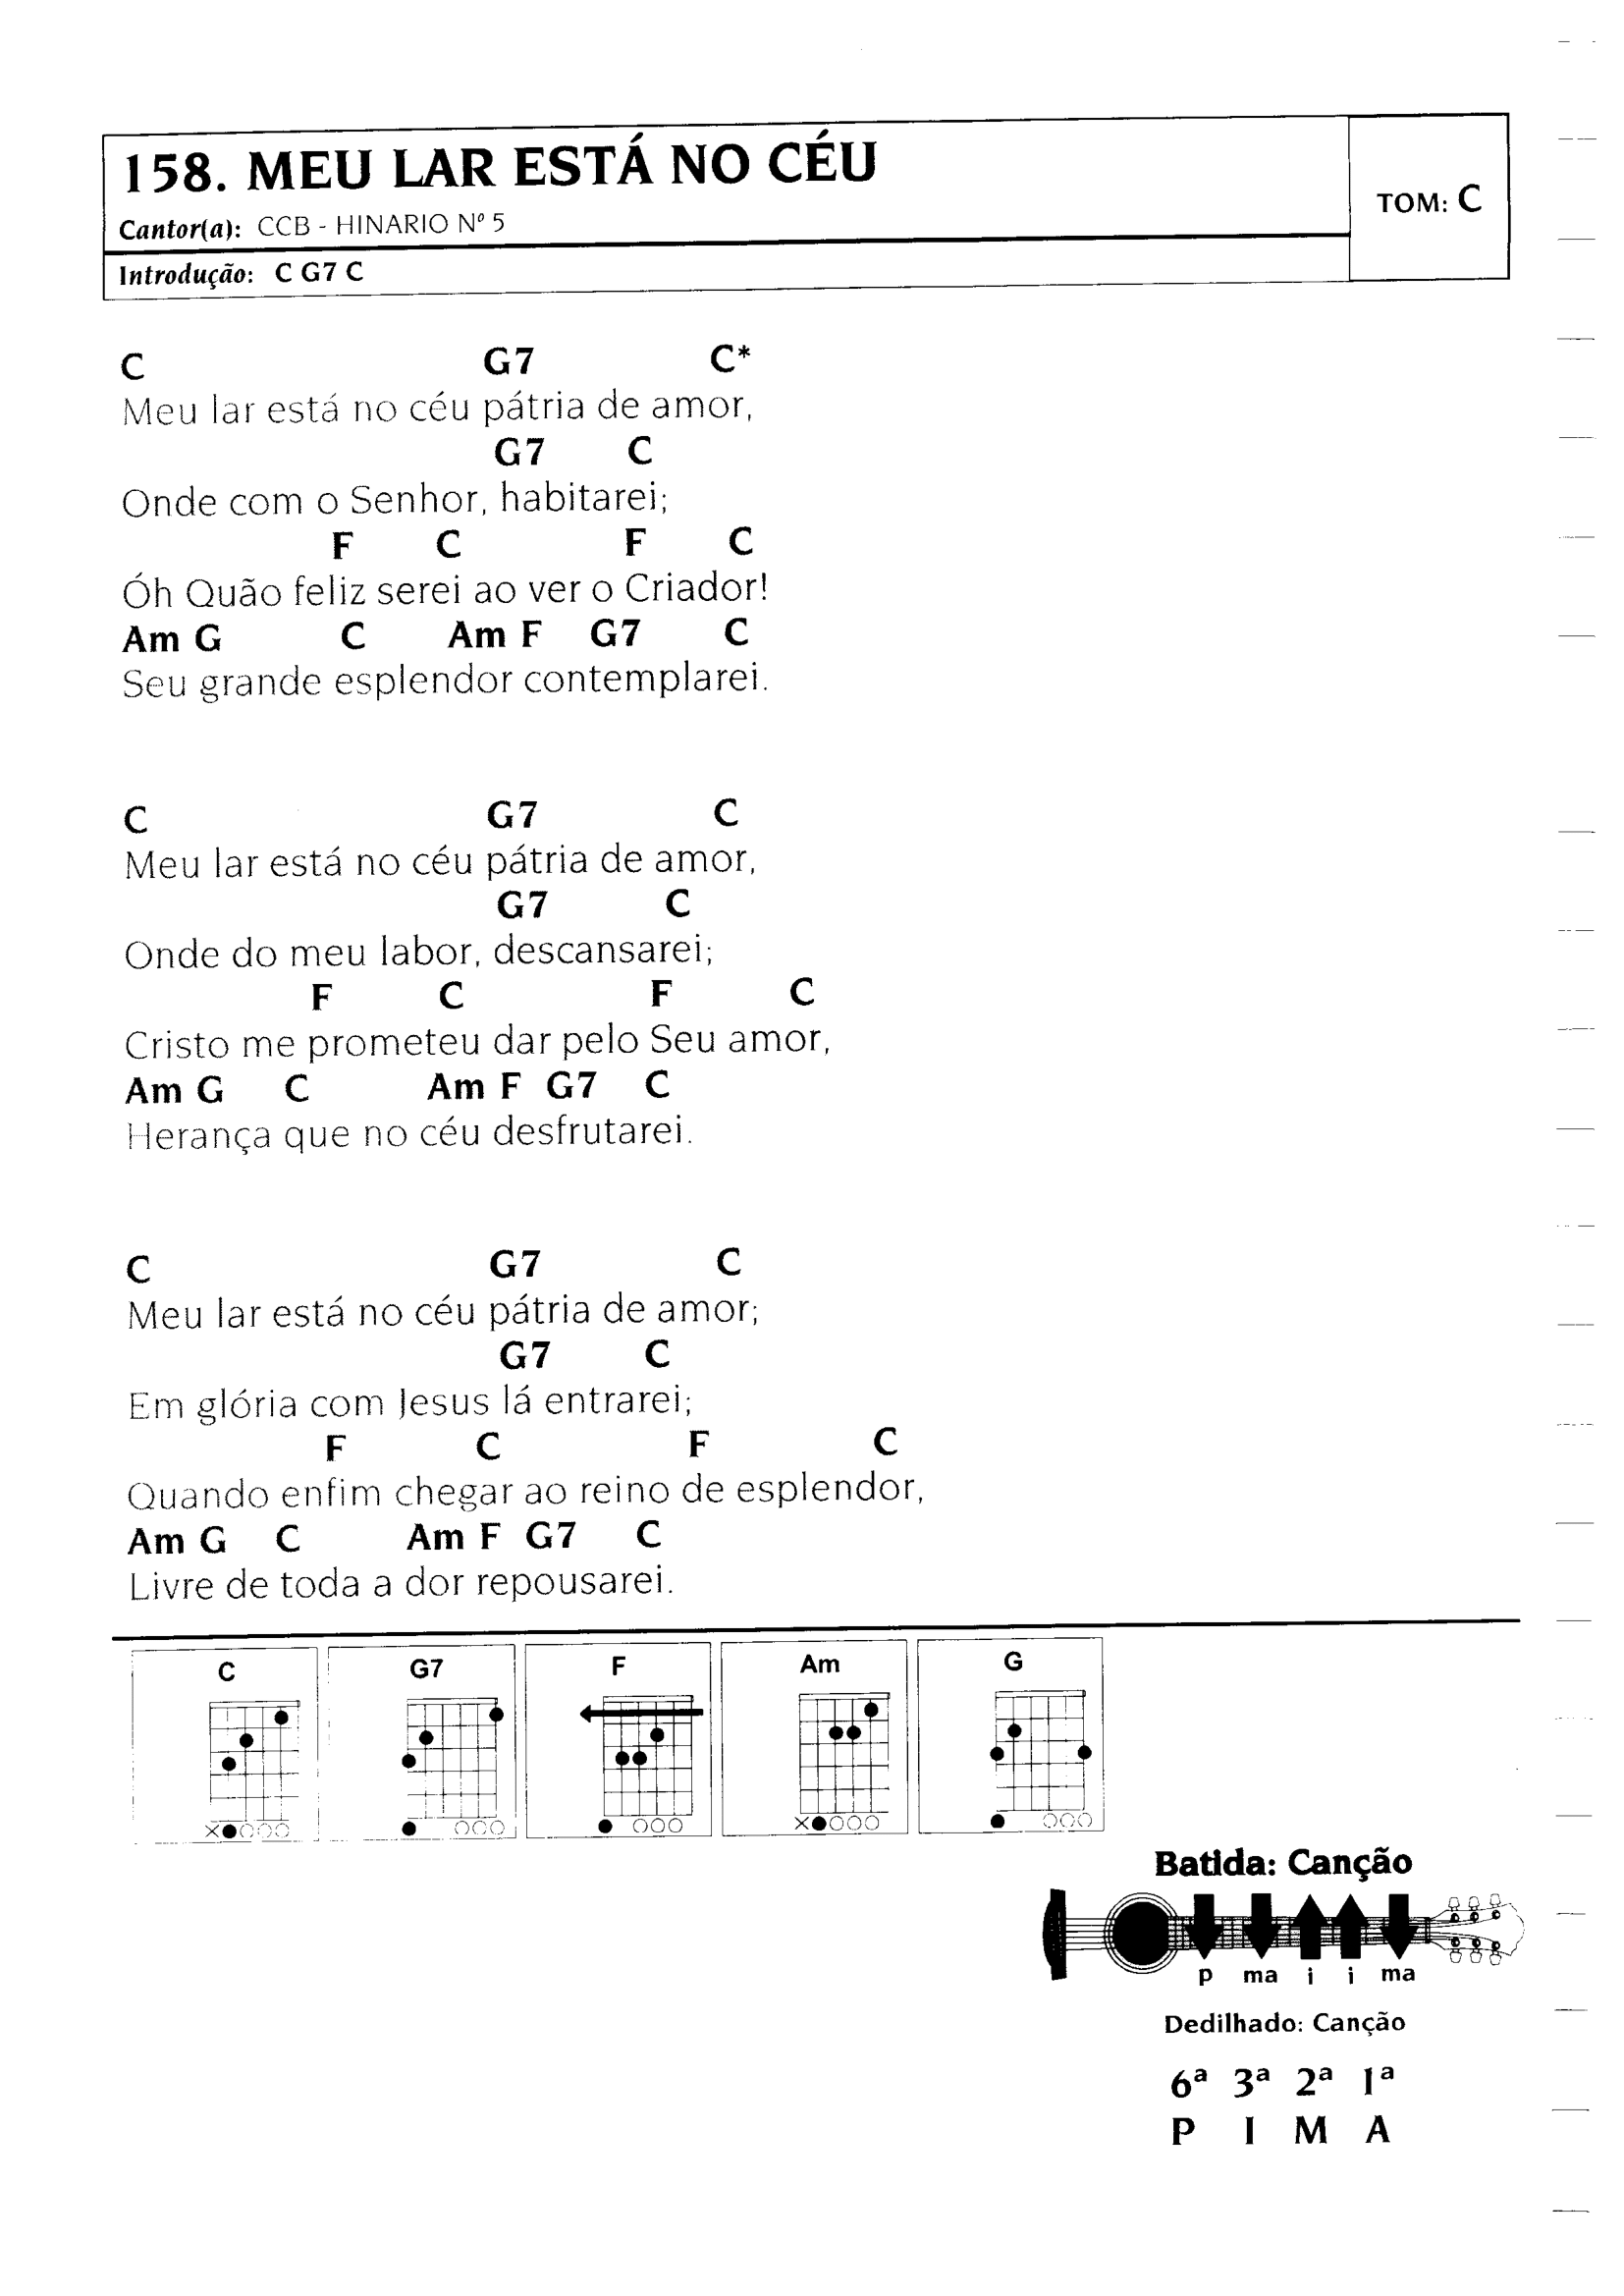 158. MEU LAR ESTÁ NO CÉU
Cantor(a): CCB - HINARIO Nº 5
TOM: C
Introdução: C G7 C
C G7 C*
Meu lar está no céu pátria de amor,
G7 C
Onde com o Senhor, habitarei;
F C F C
Óh Quão feliz serei ao ver o Criador!
Am G C Am F G7 C
Seu grande esplendor contemplarei.
C G7 C
Meu lar está no céu pátria de amor,
G7 C
Onde do meu labor, descansarei;
F C F C
Cristo me prometeu dar pelo Seu amor,
Am G C Am F G7 C
Herança que no céu desfrutarei.
C G7 C
Meu lar está no céu pátria de amor;
G7 C
Em glória com Jesus lá entrarei;
F C F C
Quando enfim chegar ao reino de esplendor,
Am G C Am F G7 C
Livre de toda a dor repousarei.
C G7 F Am G
Batida: Canção
p ma i i ma
Dedilhado: Canção
6ª 3ª 2ª 1ª
P I M A